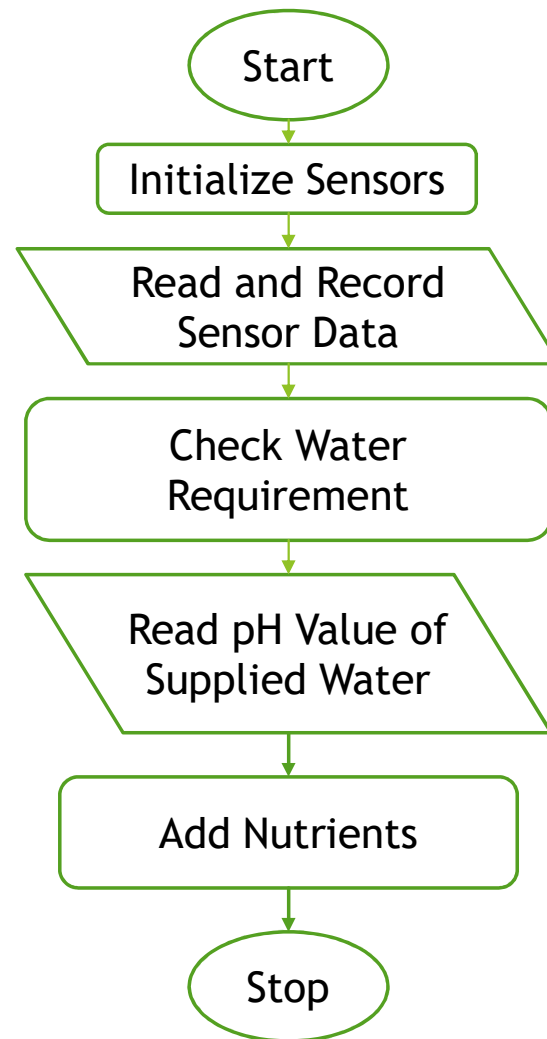 Start
Initialize Sensors
Read and Record
Sensor Data
Check Water
Requirement
Read pH Value of
Supplied Water
Add Nutrients
Stop